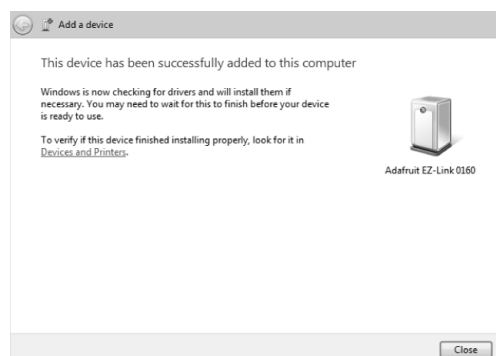 Add a device
This device has been successfully added to this computer
Windows is now checking for drivers and will install them if
necessary. You may need to wait for this to finish before your device
is ready to use.
To verify if this device finished installing properly, look for it in
Devices and Printers.
Adafruit EZ-Link 0160
Close